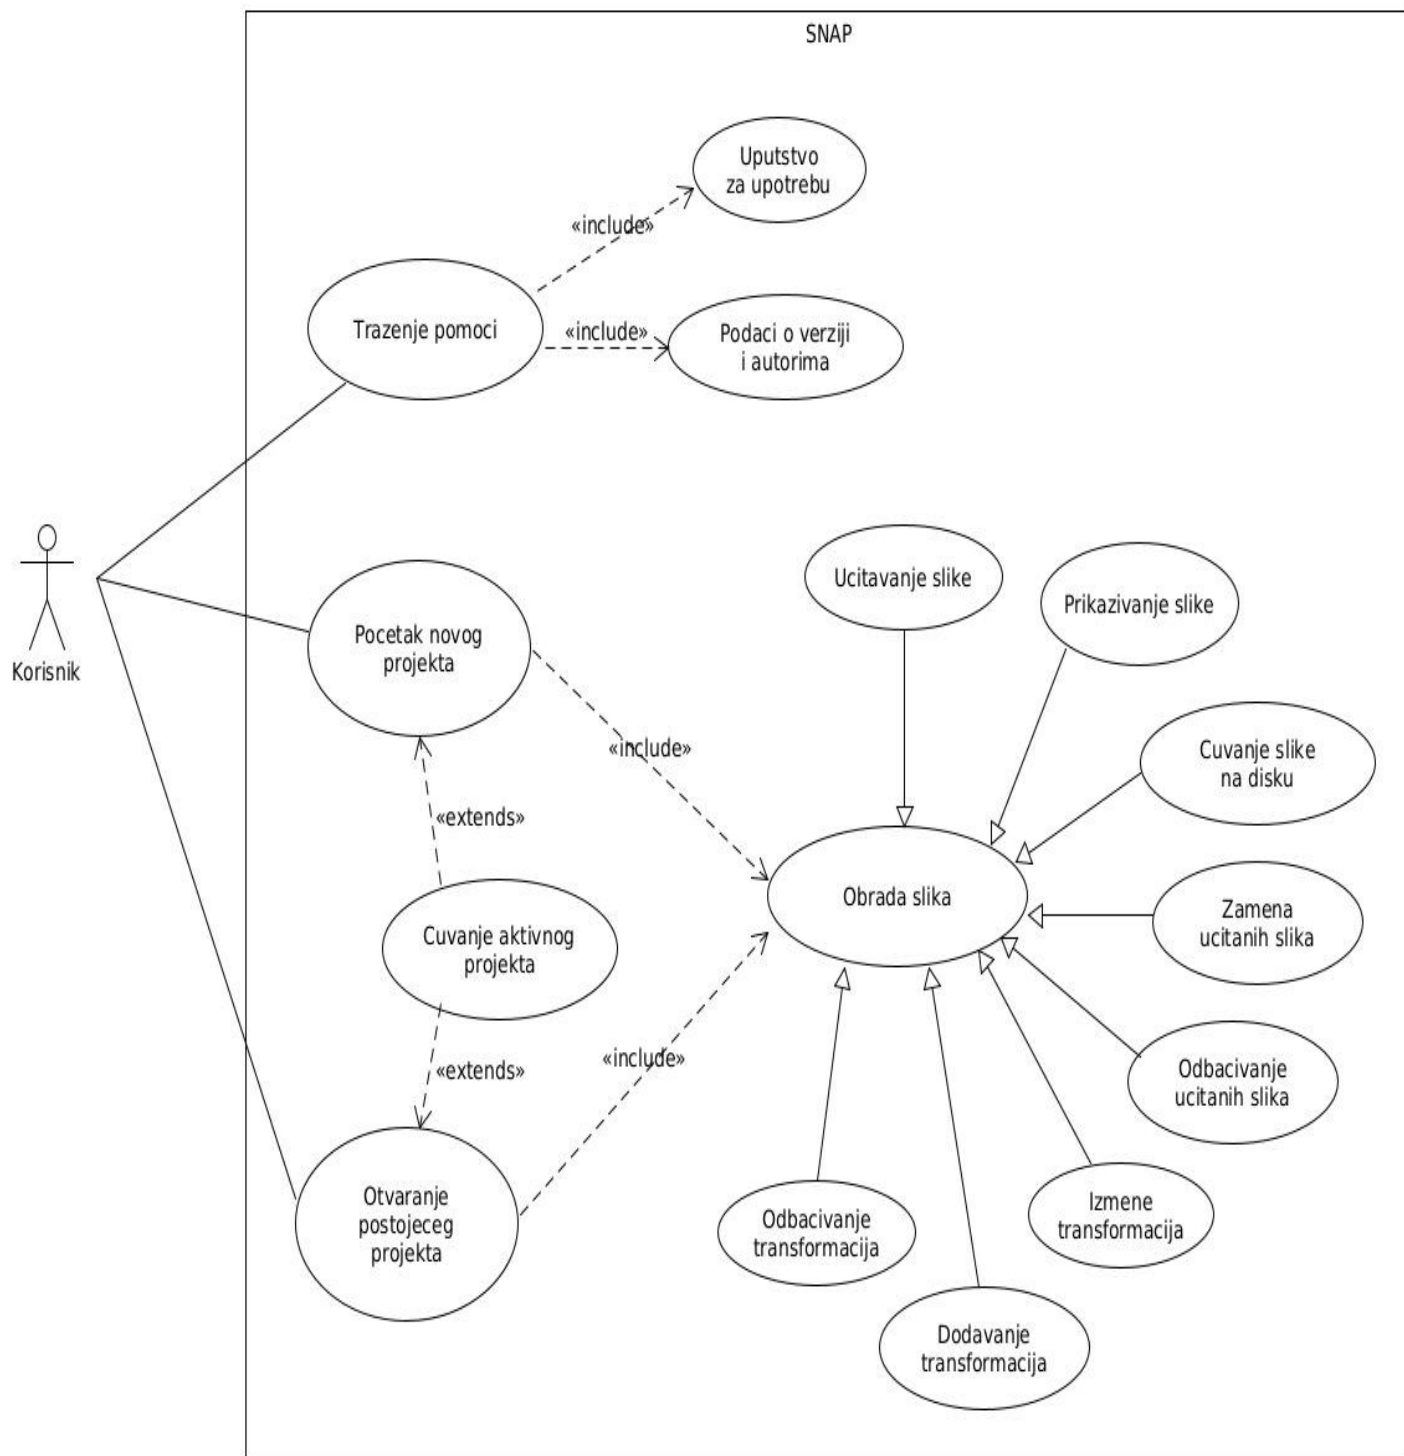 SNAP
Uputstvo
za upotrebu
«include»
Trazenje pomoci
«include»
Podaci o verziji
i autorima
Korisnik
Ucitavanje slike
Prikazivanje slike
Pocetak novog
projekta
«include»
Cuvanje slike
na disku
«extends»
Obrada slika
Zamena
ucitanih slika
Cuvanje aktivnog
projekta
«include»
«extends»
Odbacivanje
ucitanih slika
Otvaranje
postojeceg
projekta
Odbacivanje
transformacija
Izmene
transformacija
Dodavanje
transformacija